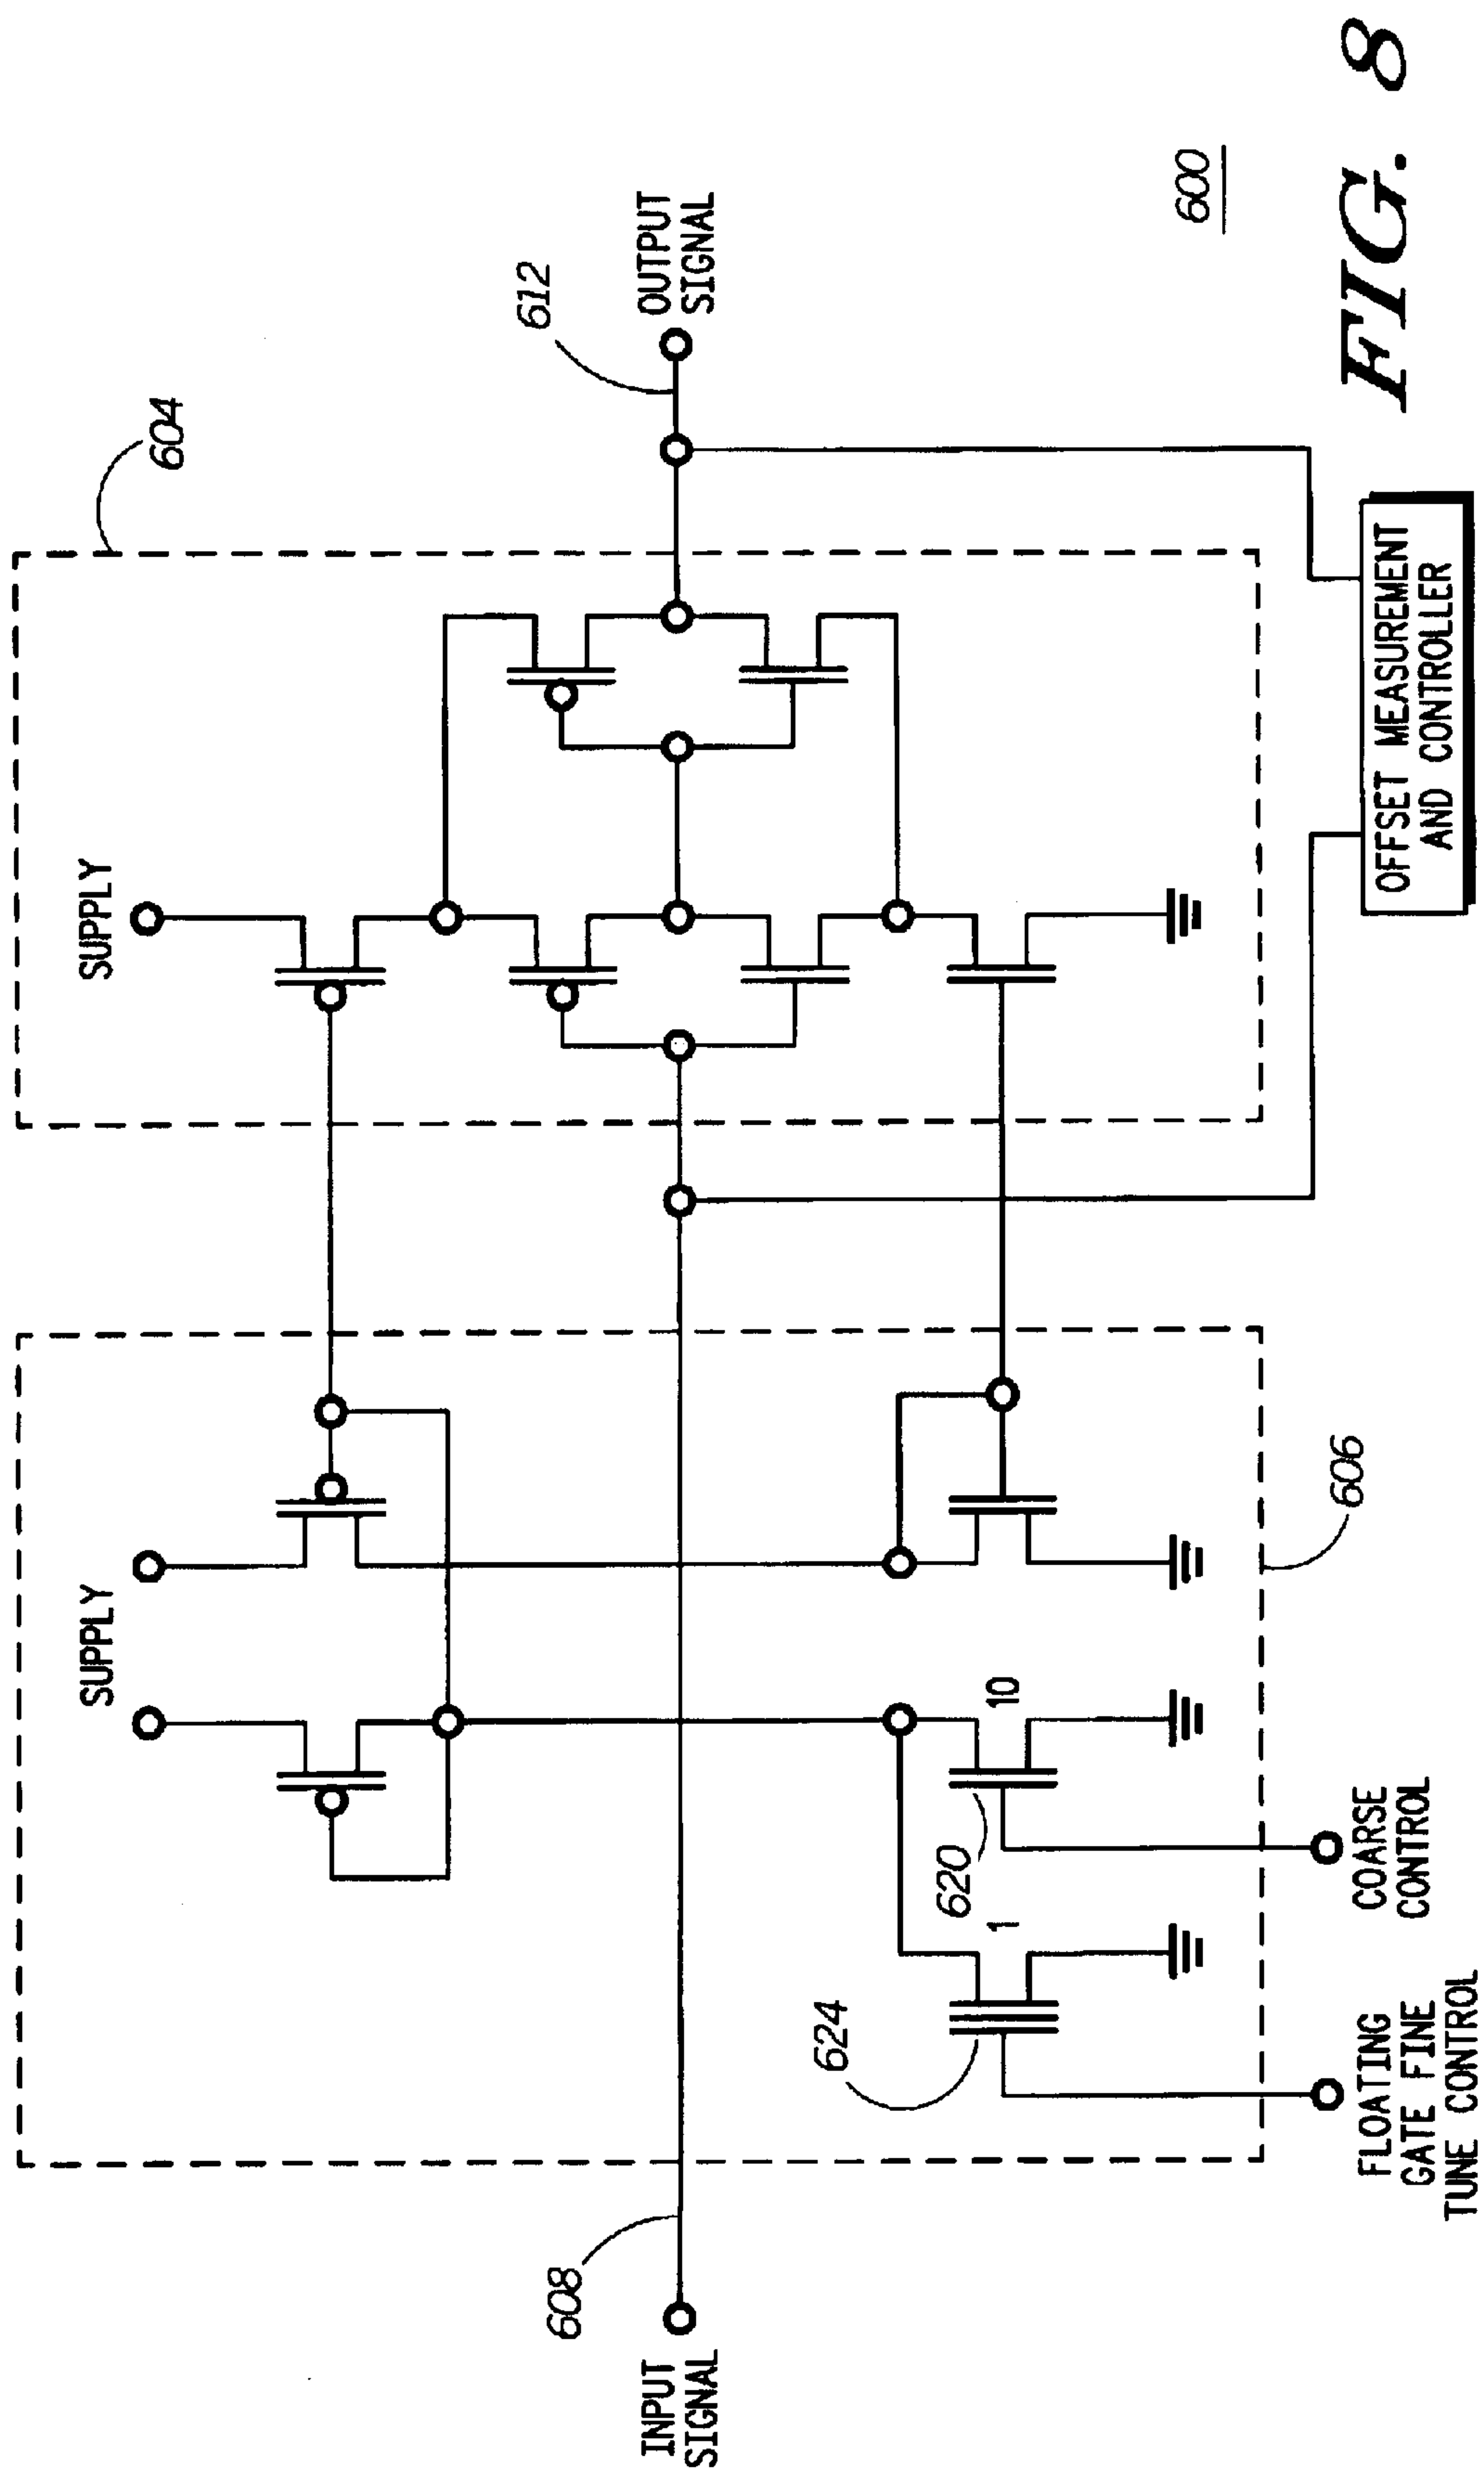 604
SUPPLY
SUPPLY
612
OUTPUT
SIGNAL
608
INPUT
SIGNAL
624
1
620
10
606
FLOATING
GATE FINE
TUNE CONTROL
COARSE
CONTROL
OFFSET MEASUREMENT
AND CONTROLLER
600
FIG. 8